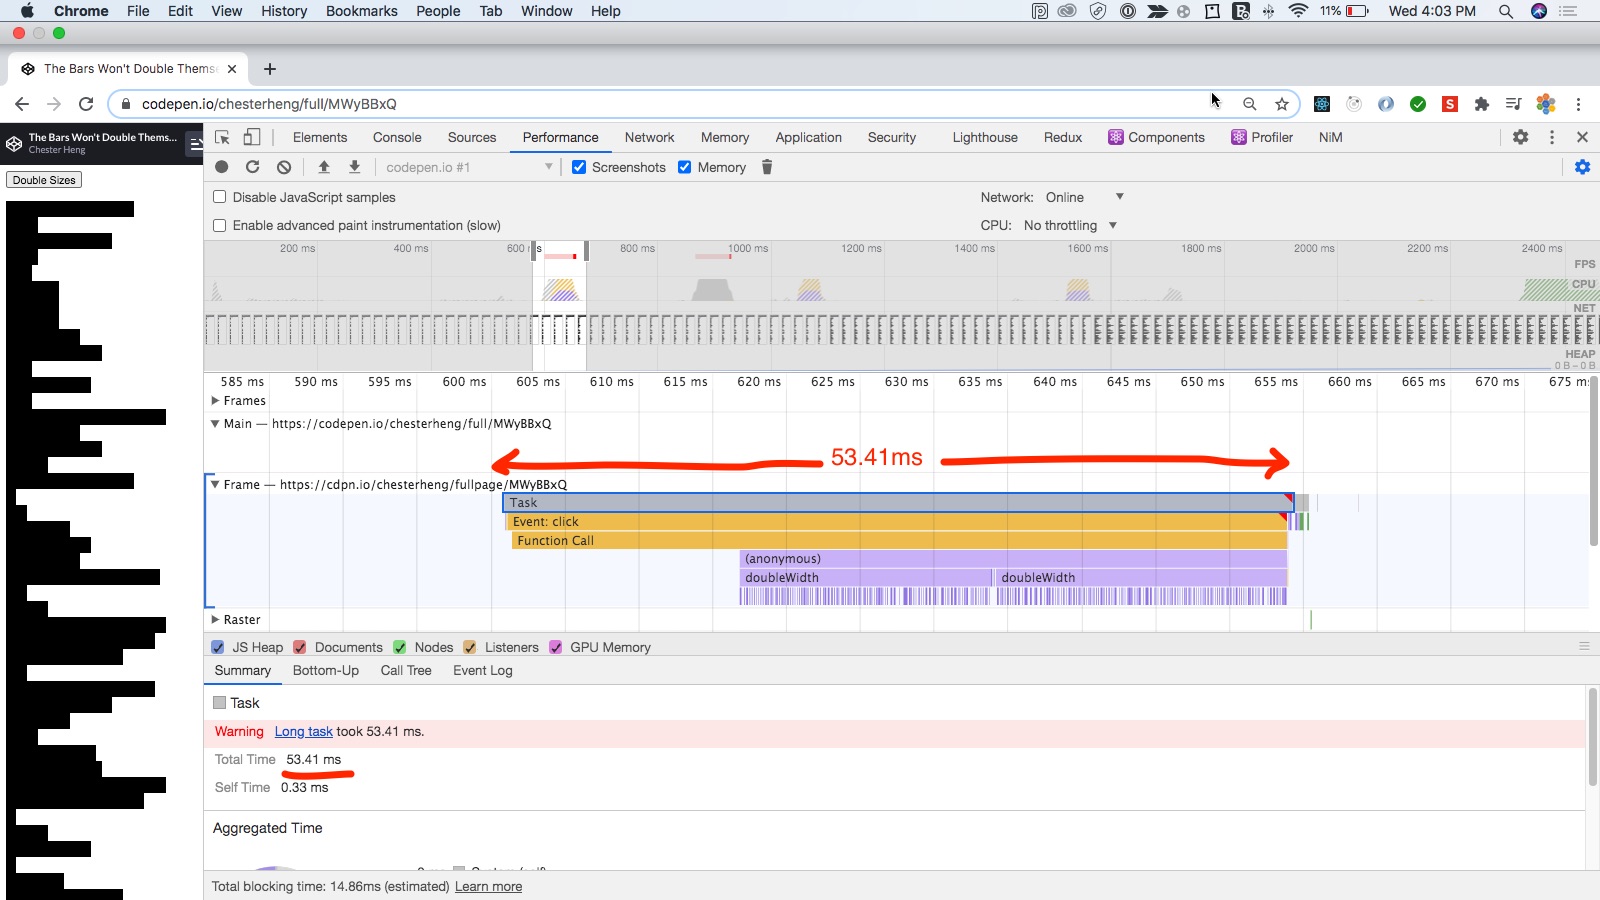 Chrome File Edit View History Bookmarks People Tab Window Help 11% Wed 4:03 PM
The Bars Won't Double Themse
codepen.io/chesterheng/full/MWyBBxQ
The Bars Won't Double Thems...
Chester Heng
Double Sizes
Elements Console Sources Performance Network Memory Application Security Lighthouse Redux Components Profiler NiM
codepen.io #1 Screenshots Memory
Disable JavaScript samples Network: Online
Enable advanced paint instrumentation (slow) CPU: No throttling
200 ms 400 ms 600 ms 800 ms 1000 ms 1200 ms 1400 ms 1600 ms 1800 ms 2000 ms 2200 ms 2400 ms
FPS
CPU
NET
HEAP
0 B – 0 B
585 ms 590 ms 595 ms 600 ms 605 ms 610 ms 615 ms 620 ms 625 ms 630 ms 635 ms 640 ms 645 ms 650 ms 655 ms 660 ms 665 ms 670 ms 675 m
Frames
Main — https://codepen.io/chesterheng/full/MWyBBxQ
53.41ms
Frame — https://cdpn.io/chesterheng/fullpage/MWyBBxQ
Task
Event: click
Function Call
(anonymous)
doubleWidth doubleWidth
Raster
JS Heap Documents Nodes Listeners GPU Memory
Summary Bottom-Up Call Tree Event Log
Task
Warning Long task took 53.41 ms.
Total Time 53.41 ms
Self Time 0.33 ms
Aggregated Time
Total blocking time: 14.86ms (estimated) Learn more